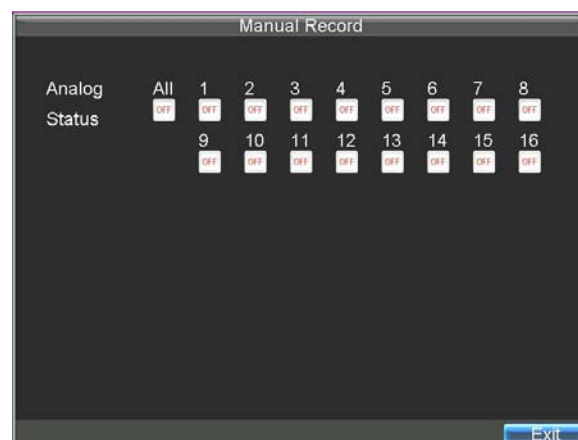 Manual Record
Analog All 1 2 3 4 5 6 7 8
Status OFF OFF OFF OFF OFF OFF OFF OFF OFF
9 10 11 12 13 14 15 16
OFF OFF OFF OFF OFF OFF OFF OFF
Exit